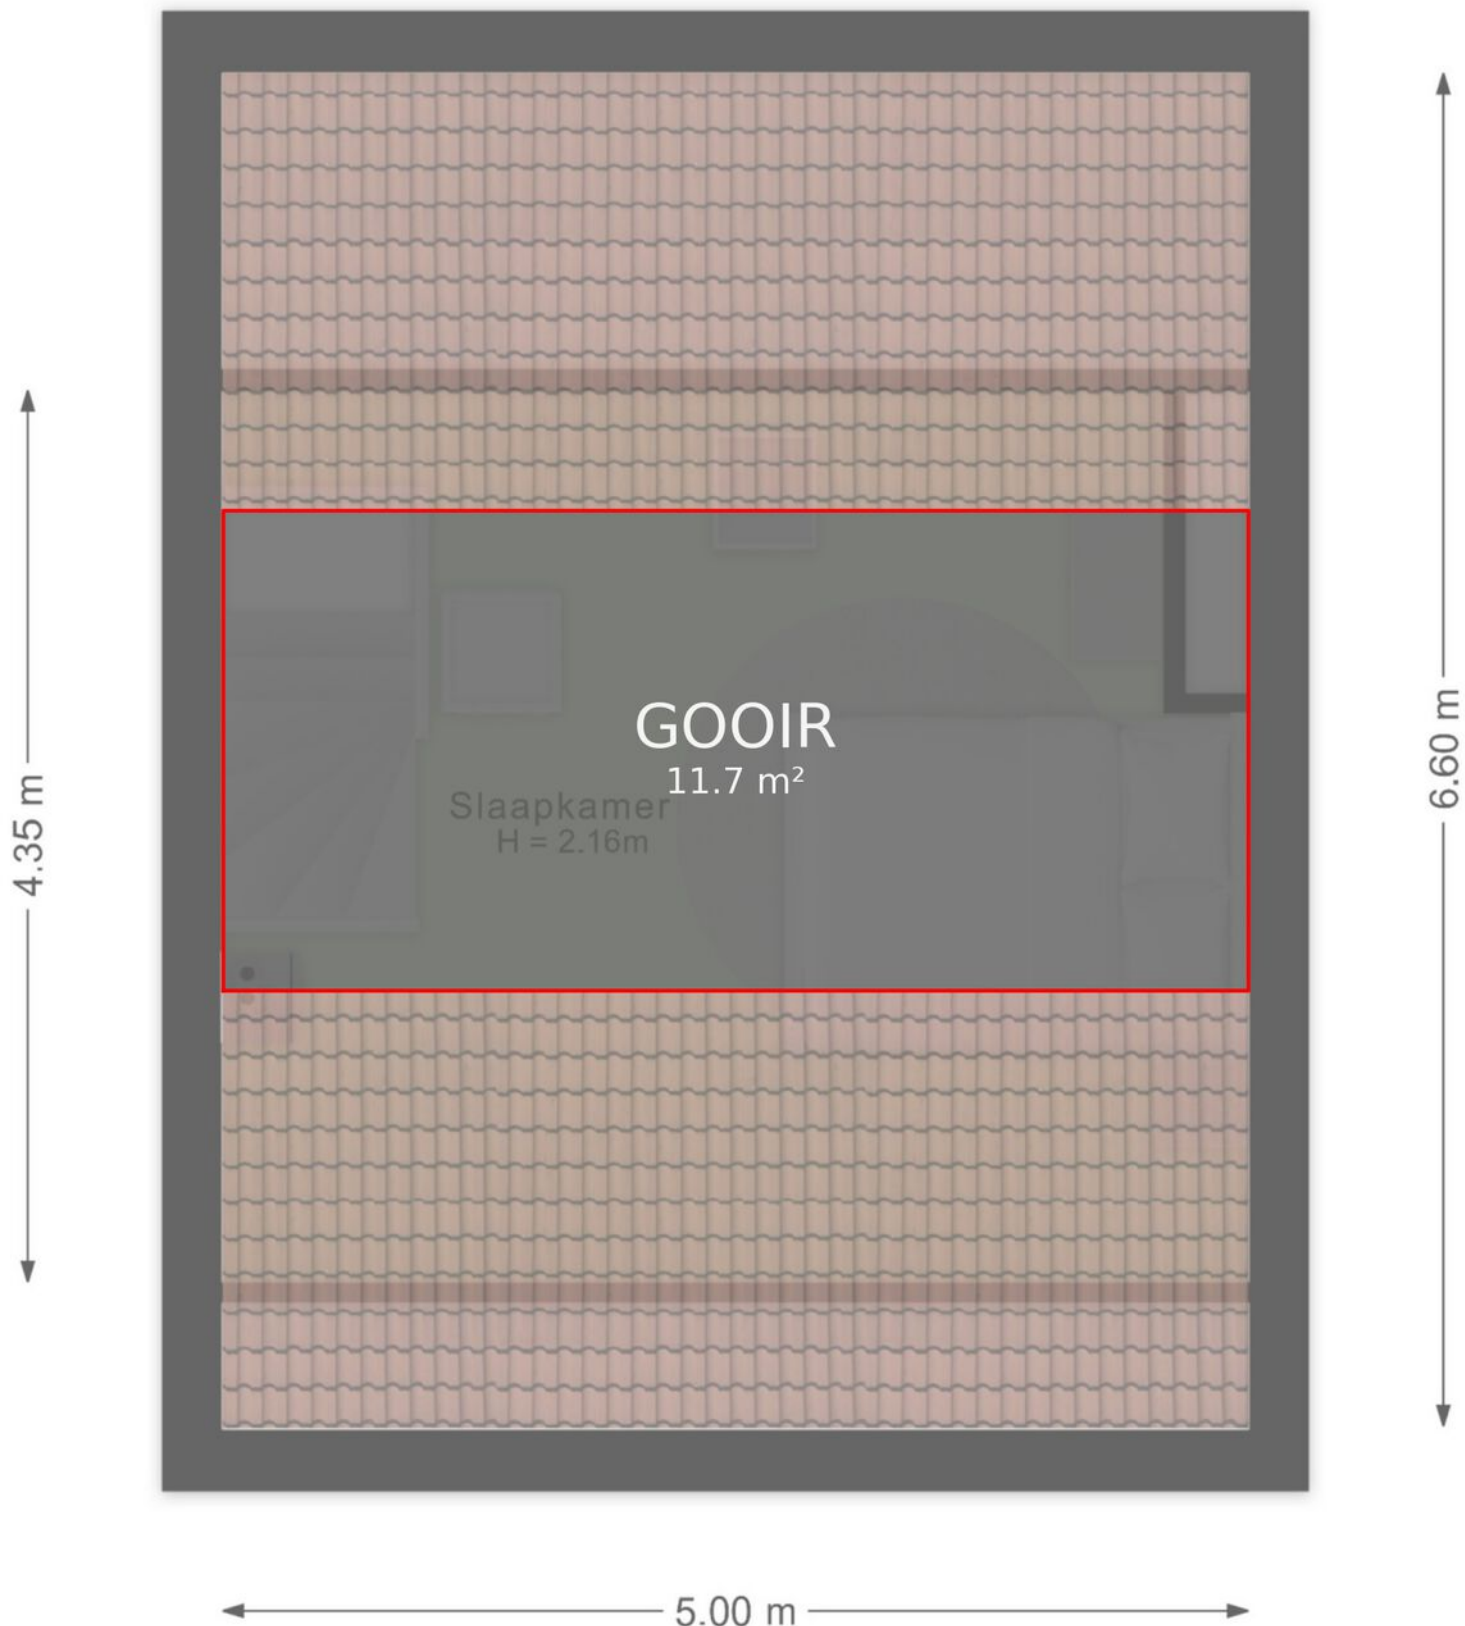 4.35 m
6.60 m
GOOIR
11.7 m²
Slaapkamer
H = 2.16m
5.00 m